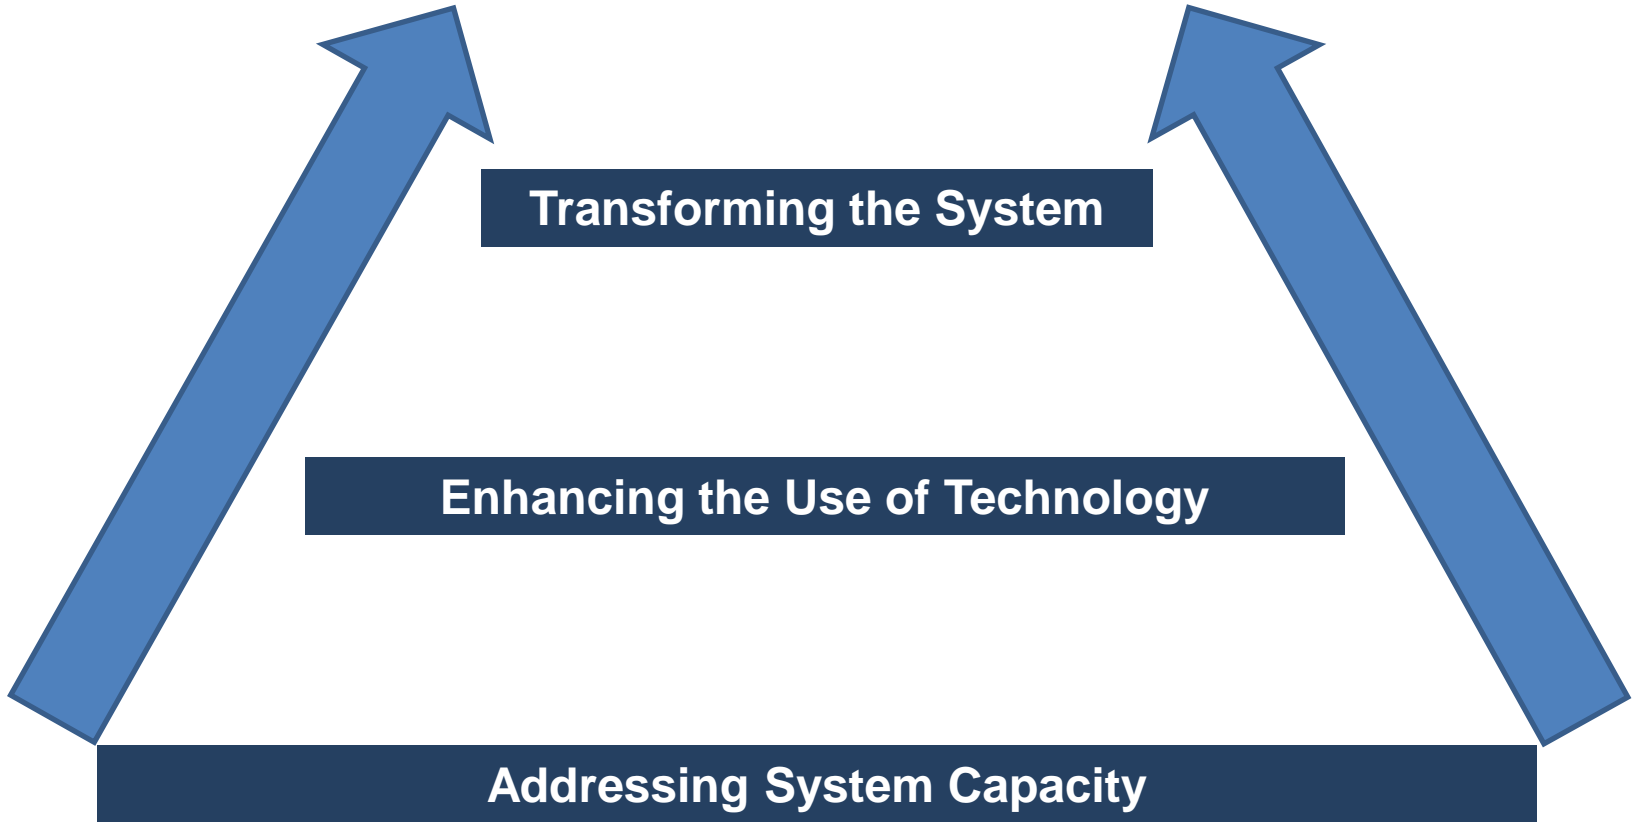 Transforming the System
Enhancing the Use of Technology
Addressing System Capacity